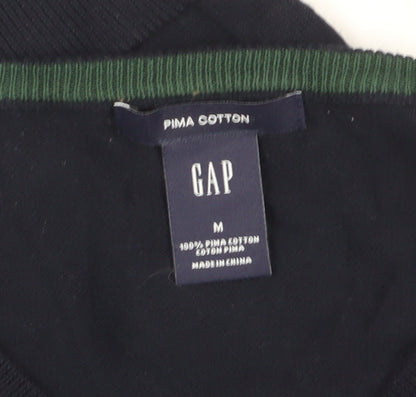 PIMA COTTON
GAP
M
100% PIMA COTTON
COTON PIMA
MADE IN CHINA